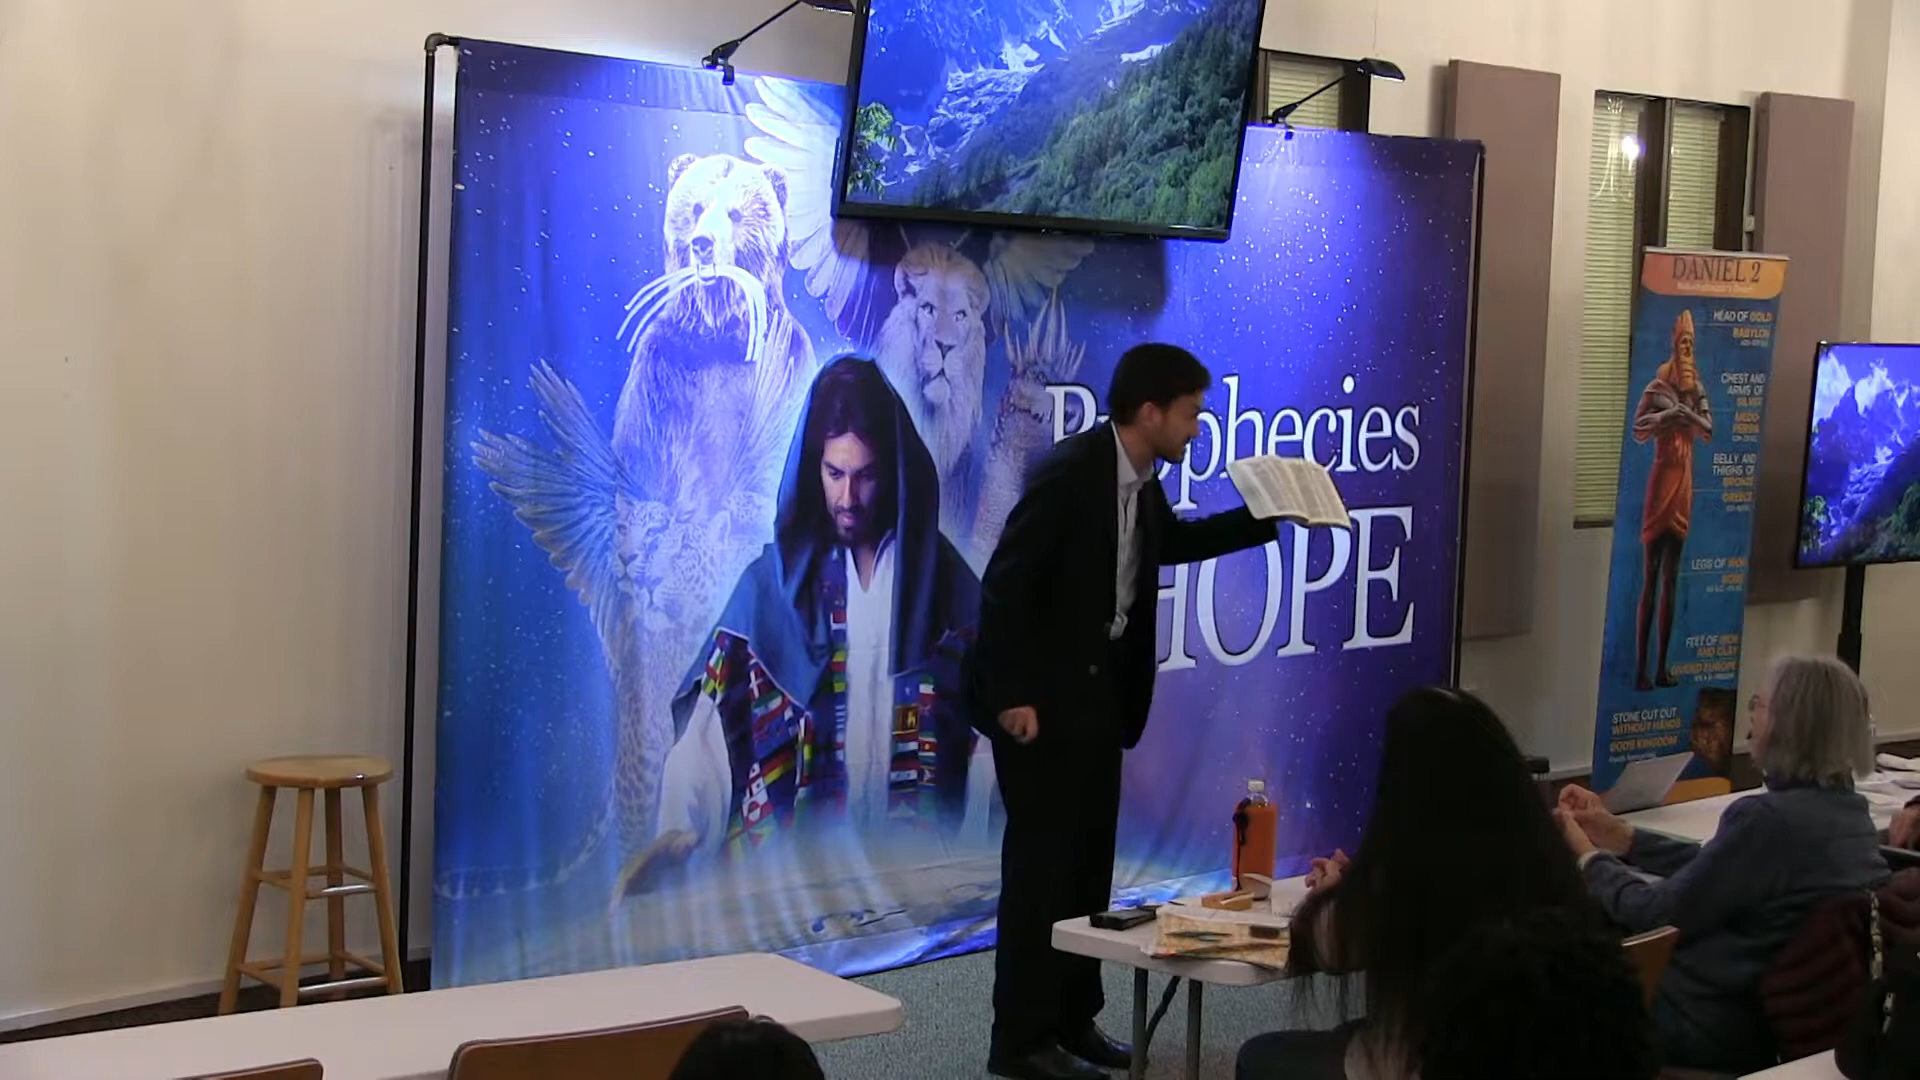 Prophecies
HOPE
DANIEL 2
HEAD OF GOLD
BABYLON
CHEST AND
ARMS OF
SILVER
MEDO-
PERSIA
BELLY AND
THIGHS OF
BRONZE
GREECE
LEGS OF IRON
ROME
FEET OF IRON
AND CLAY
DIVIDED EUROPE
STONE CUT OUT
WITHOUT HANDS
GOD'S KINGDOM